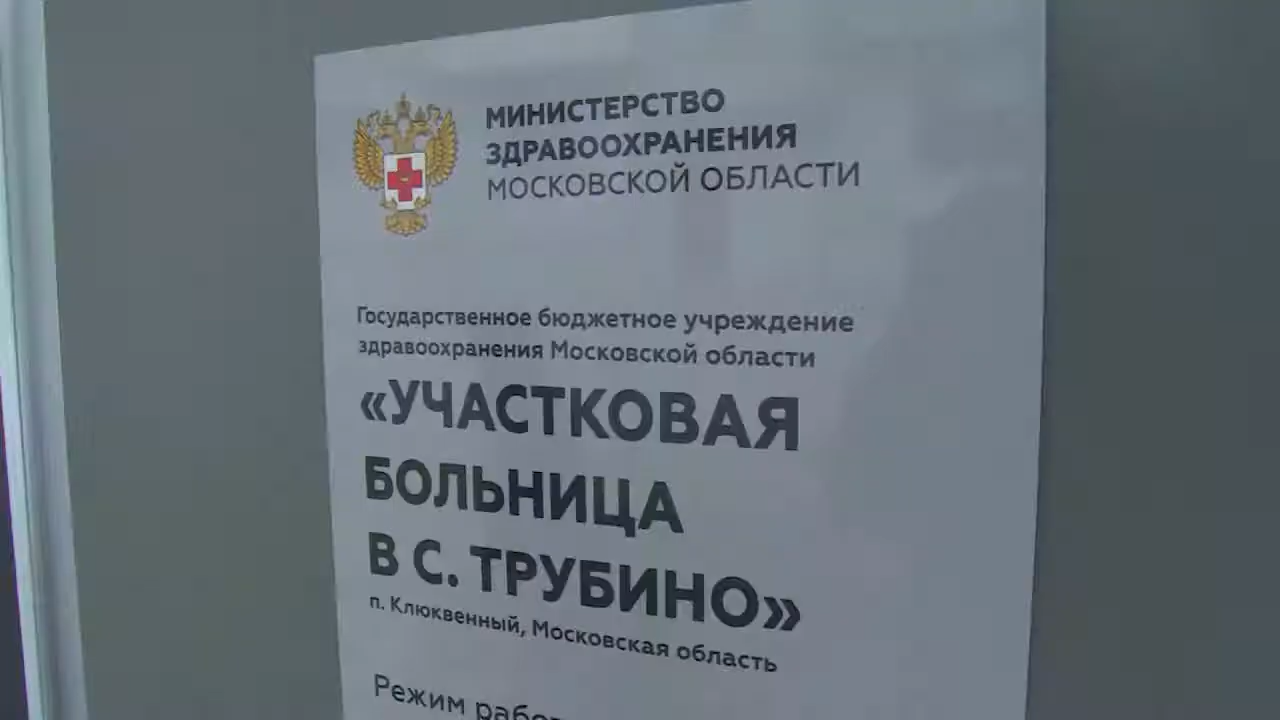 МИНИСТЕРСТВО
ЗДРАВООХРАНЕНИЯ
МОСКОВСКОЙ ОБЛАСТИ
Государственное бюджетное учреждение
здравоохранения Московской области
«УЧАСТКОВАЯ
БОЛЬНИЦА
В С. ТРУБИНО»
п. Клюквенный, Московская область
Режим